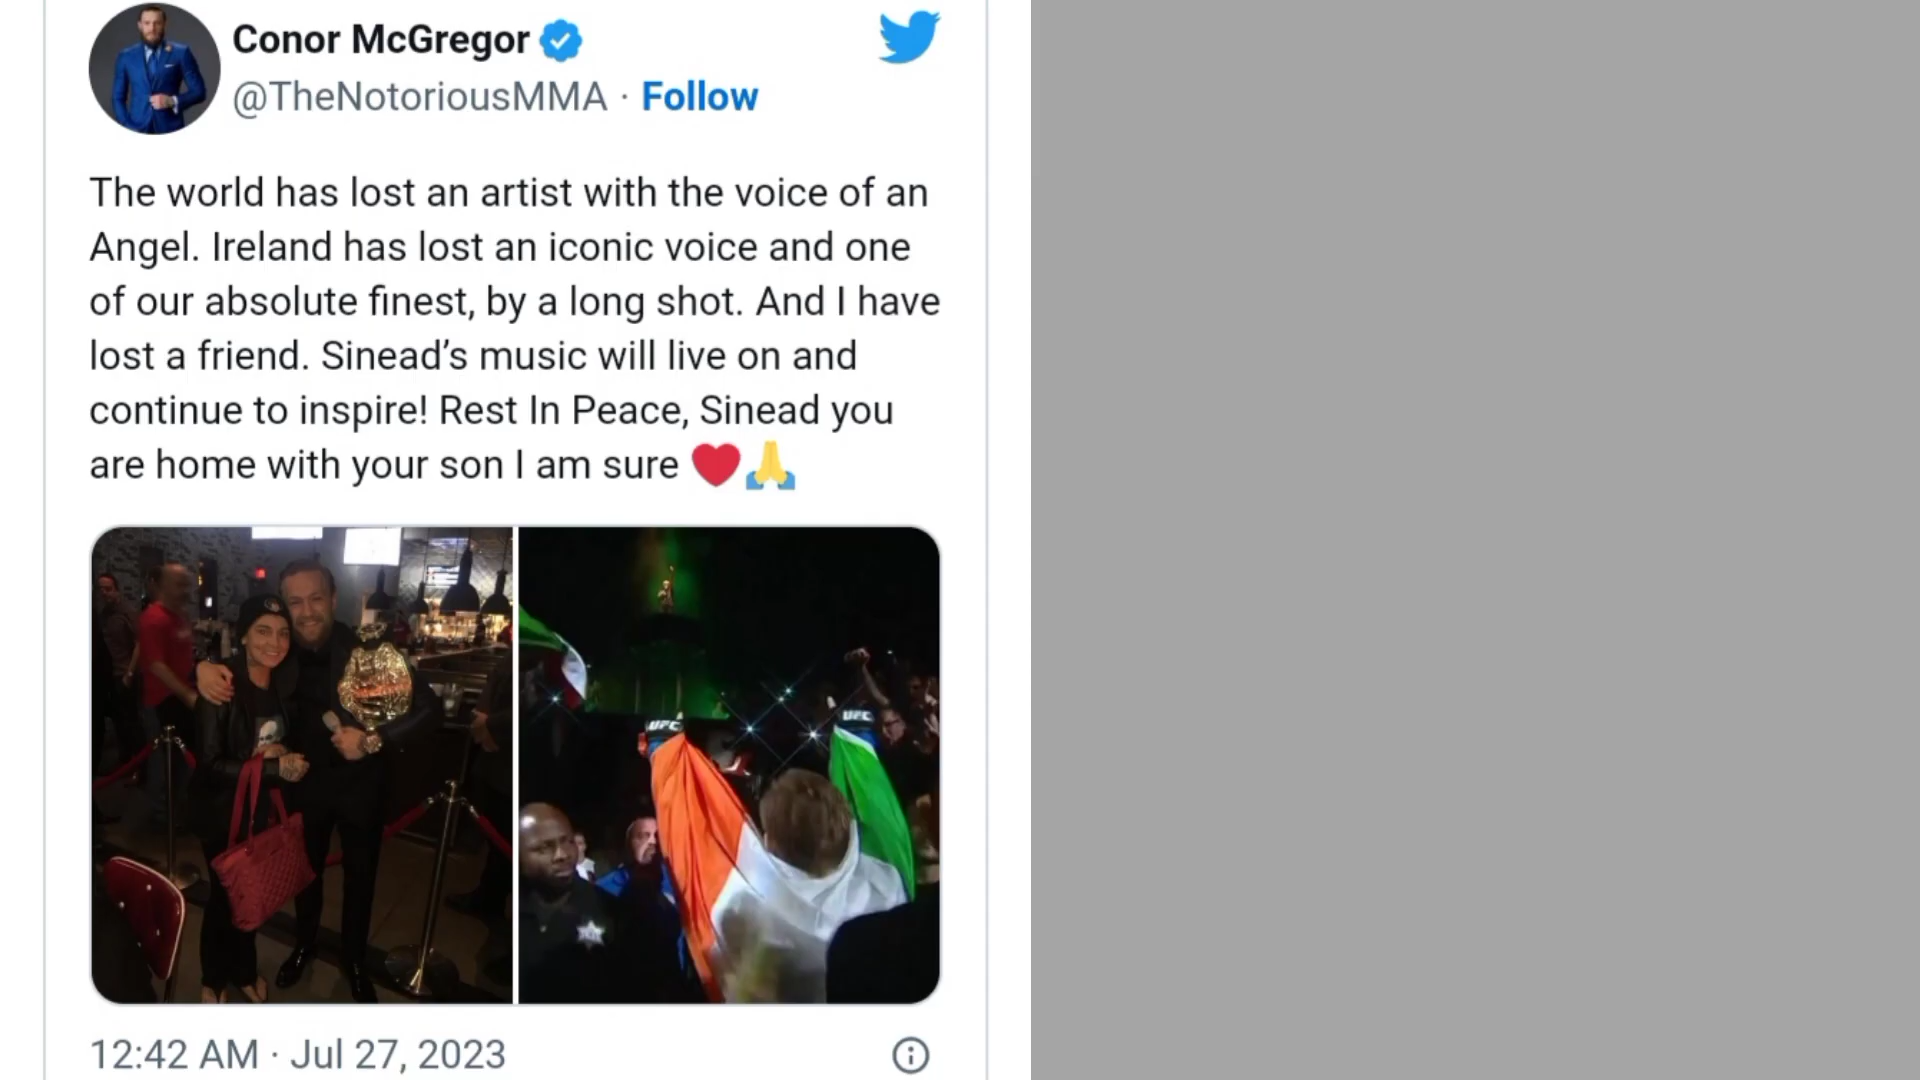 Conor McGregor
@TheNotoriousMMA · Follow
The world has lost an artist with the voice of an
Angel. Ireland has lost an iconic voice and one
of our absolute finest, by a long shot. And I have
lost a friend. Sinead’s music will live on and
continue to inspire! Rest In Peace, Sinead you
are home with your son I am sure ❤️🙏
UFC
UFC
12:42 AM · Jul 27, 2023